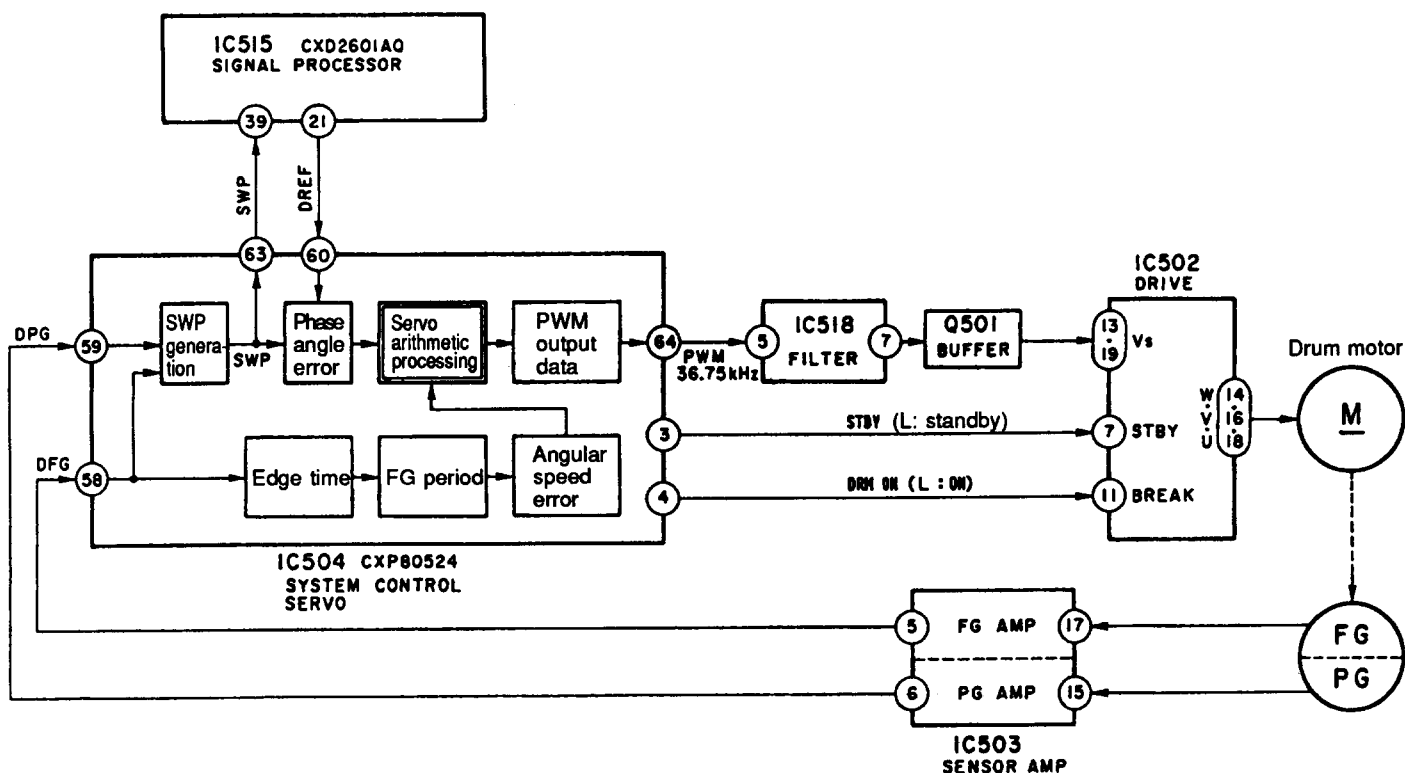 IC515 CXD2601AQ
SIGNAL PROCESSOR
39
21
SWP
DREF
63
60
DPG
59
SWP
genera-
tion
SWP
Phase
angle
error
Servo
arithmetic
processing
PWM
output
data
64
PWM
36.75kHz
5
IC518
FILTER
7
Q501
BUFFER
IC502
DRIVE
13
19
Vs
W
V
U
14
16
18
Drum motor
M
3
STBY (L: standby)
7
STBY
DFG
58
Edge time
FG period
Angular
speed
error
4
DRM ON (L : ON)
11
BREAK
IC504 CXP80524
SYSTEM CONTROL
SERVO
5
FG AMP
17
FG
6
PG AMP
15
PG
IC503
SENSOR AMP